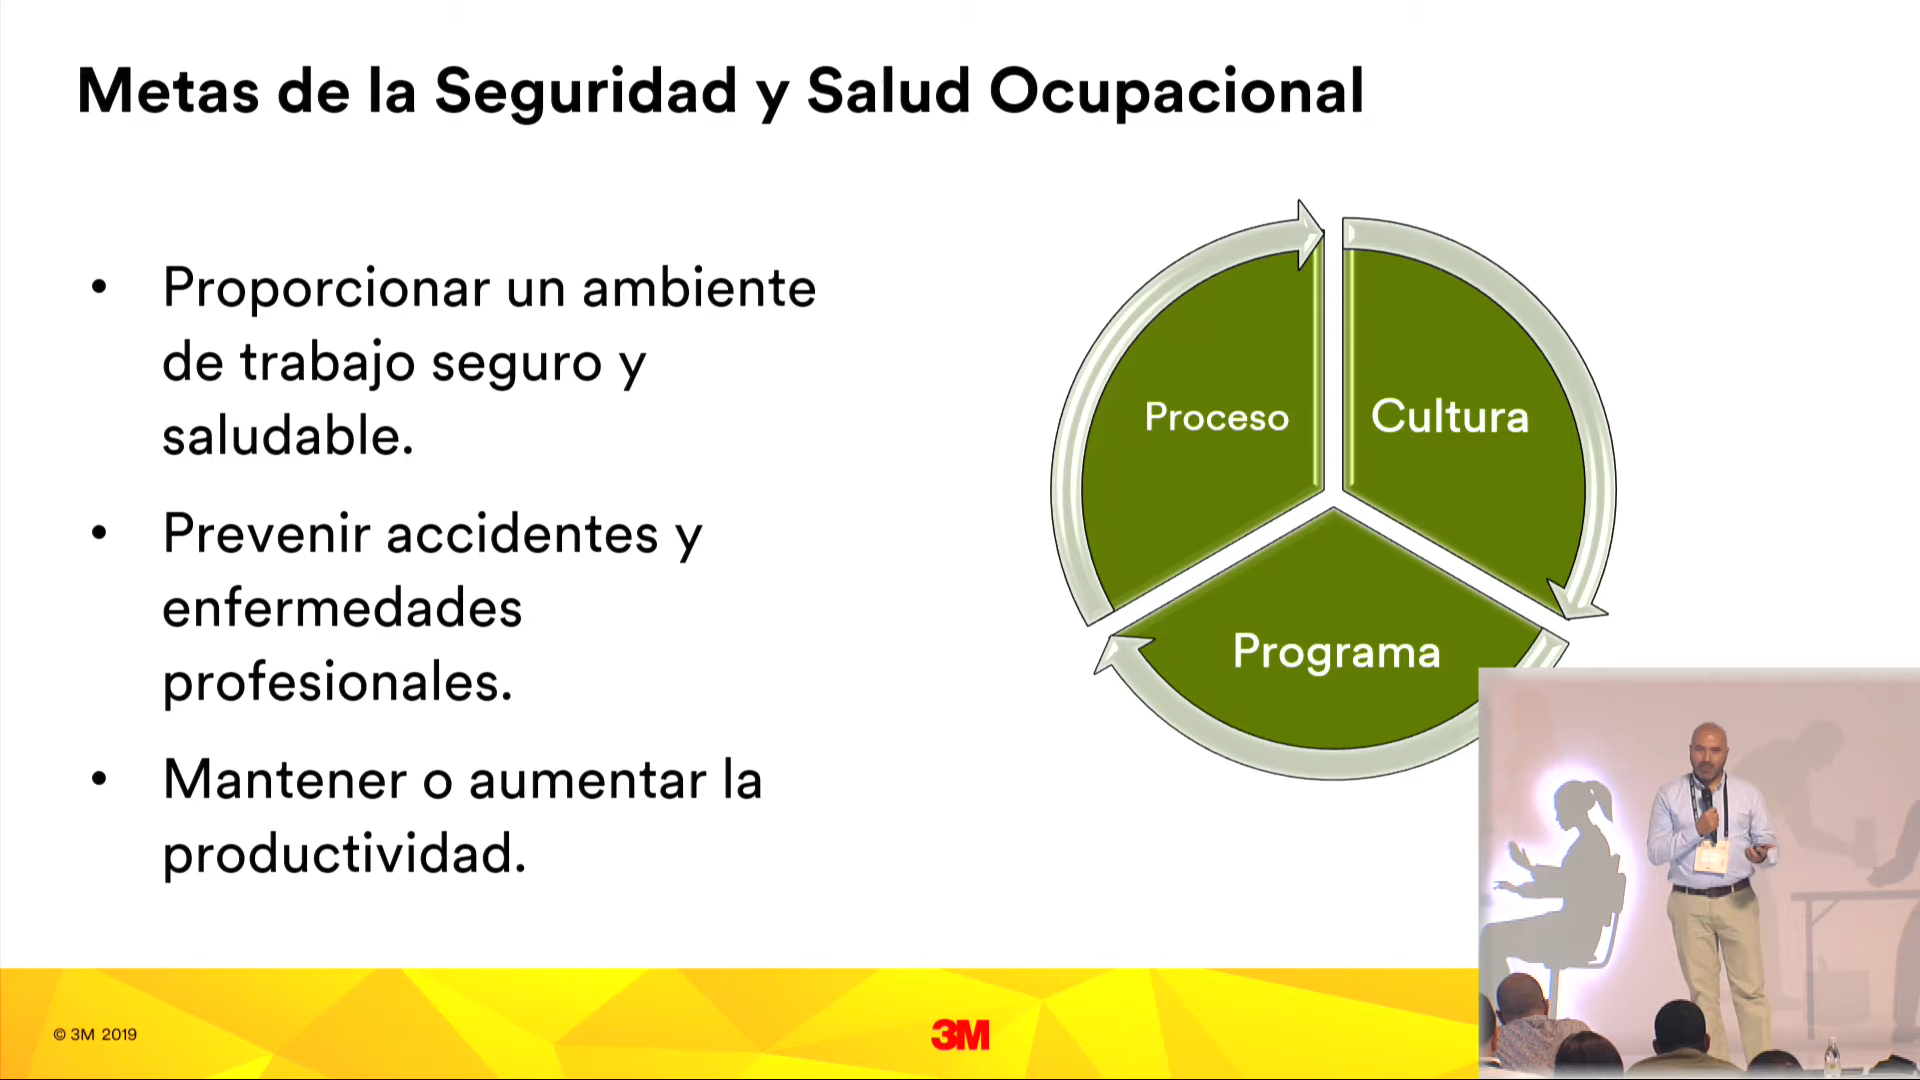 Metas de la Seguridad y Salud Ocupacional
• Proporcionar un ambiente
de trabajo seguro y
saludable.
• Prevenir accidentes y
enfermedades
profesionales.
• Mantener o aumentar la
productividad.
Proceso
Cultura
Programa
© 3M 2019
3M